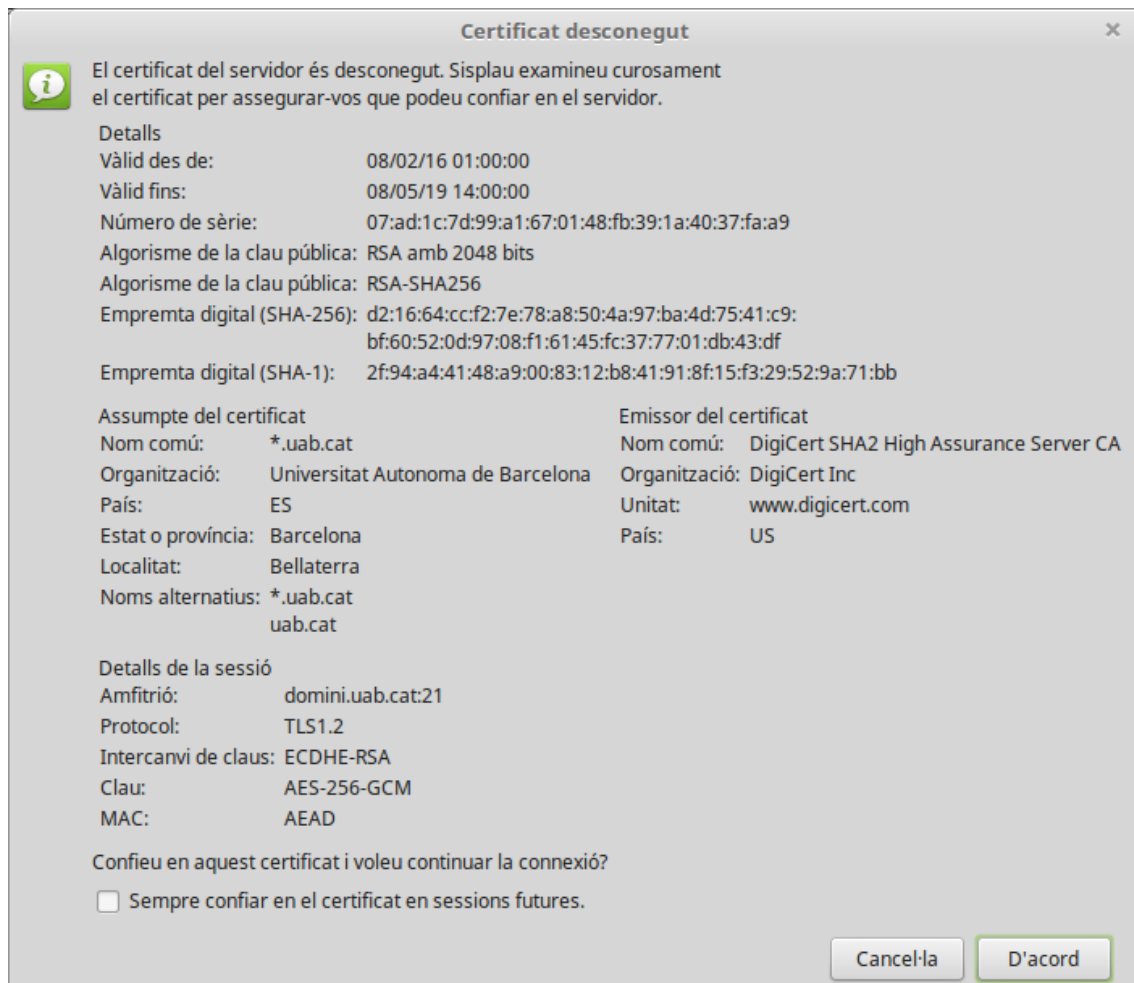 Certificat desconegut
El certificat del servidor és desconegut. Sisplau examineu curosament
el certificat per assegurar-vos que podeu confiar en el servidor.
Detalls
Vàlid des de: 08/02/16 01:00:00
Vàlid fins: 08/05/19 14:00:00
Número de sèrie: 07:ad:1c:7d:99:a1:67:01:48:fb:39:1a:40:37:fa:a9
Algorisme de la clau pública: RSA amb 2048 bits
Algorisme de la clau pública: RSA-SHA256
Empremta digital (SHA-256): d2:16:64:cc:f2:7e:78:a8:50:4a:97:ba:4d:75:41:c9:
bf:60:52:0d:97:08:f1:61:45:fc:37:77:01:db:43:df
Empremta digital (SHA-1): 2f:94:a4:41:48:a9:00:83:12:b8:41:91:8f:15:f3:29:52:9a:71:bb
Assumpte del certificat
Nom comú: *.uab.cat
Organització: Universitat Autonoma de Barcelona
País: ES
Estat o província: Barcelona
Localitat: Bellaterra
Noms alternatius: *.uab.cat
uab.cat
Emissor del certificat
Nom comú: DigiCert SHA2 High Assurance Server CA
Organització: DigiCert Inc
Unitat: www.digicert.com
País: US
Detalls de la sessió
Amfitrió: domini.uab.cat:21
Protocol: TLS1.2
Intercanvi de claus: ECDHE-RSA
Clau: AES-256-GCM
MAC: AEAD
Confieu en aquest certificat i voleu continuar la connexió?
Sempre confiar en el certificat en sessions futures.
Cancel·la
D'acord